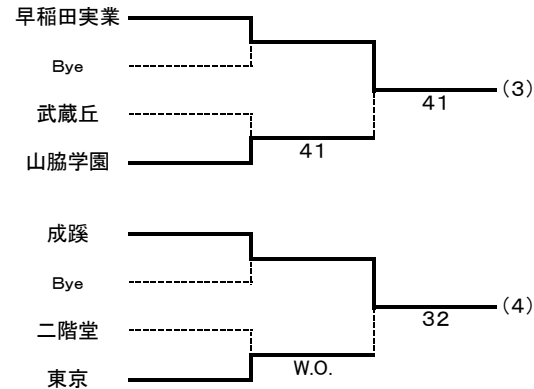 早稲田実業
Bye
武蔵丘
山脇学園
41
41
(3)
成蹊
Bye
二階堂
東京
W.O.
32
(4)